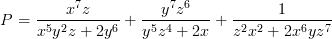 P = \frac{x^7 z}{x^5 y^2 z + 2y^6} + \frac{y^7 z^6}{y^5 z^4 + 2x} + \frac{1}{z^2 x^2 + 2x^6 y z^7}